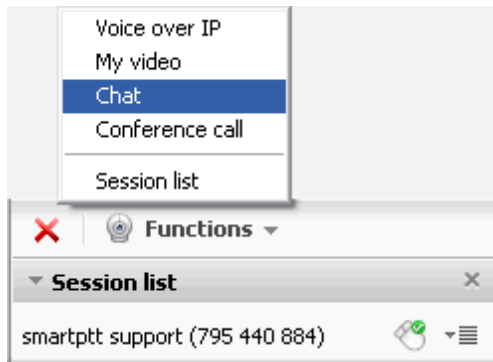 Voice over IP
My video
Chat
Conference call
Session list
Functions
Session list
smartptt support (795 440 884)